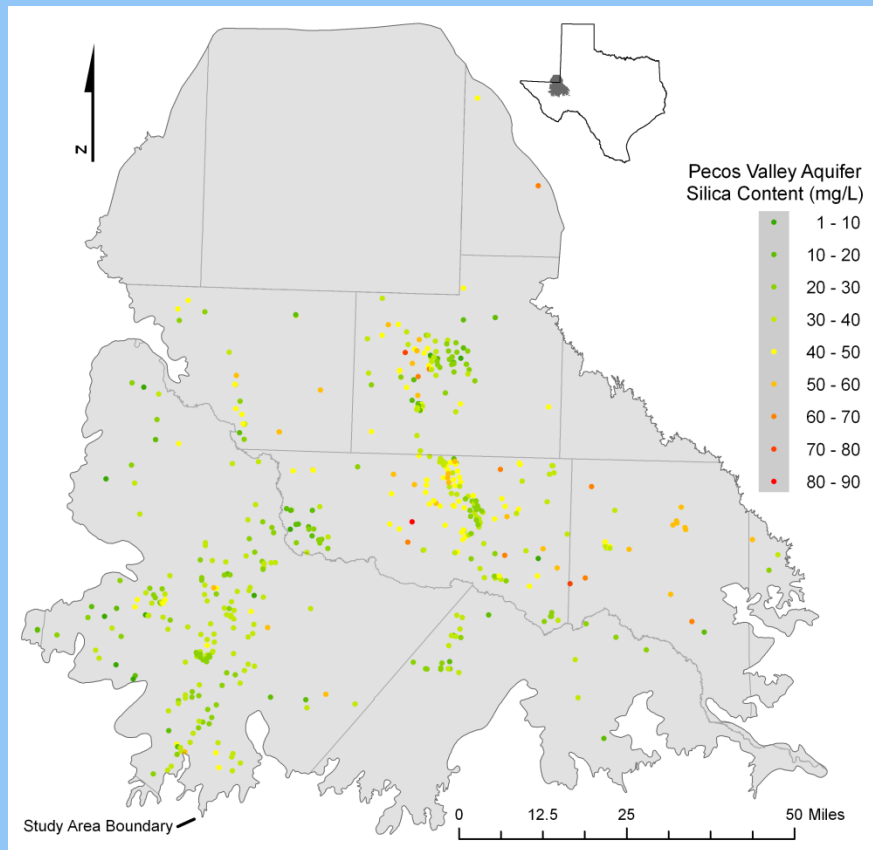 N
Pecos Valley Aquifer
Silica Content (mg/L)
1 - 10
10 - 20
20 - 30
30 - 40
40 - 50
50 - 60
60 - 70
70 - 80
80 - 90
Study Area Boundary
0 12.5 25 50 Miles